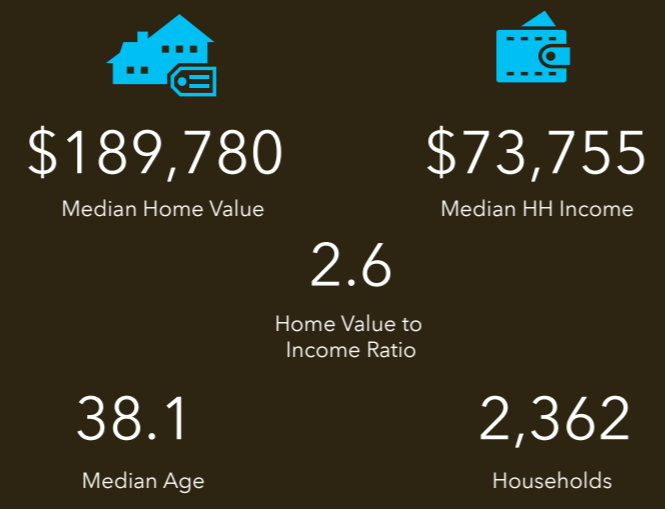 $189,780
Median Home Value
$73,755
Median HH Income
2.6
Home Value to
Income Ratio
38.1
Median Age
2,362
Households